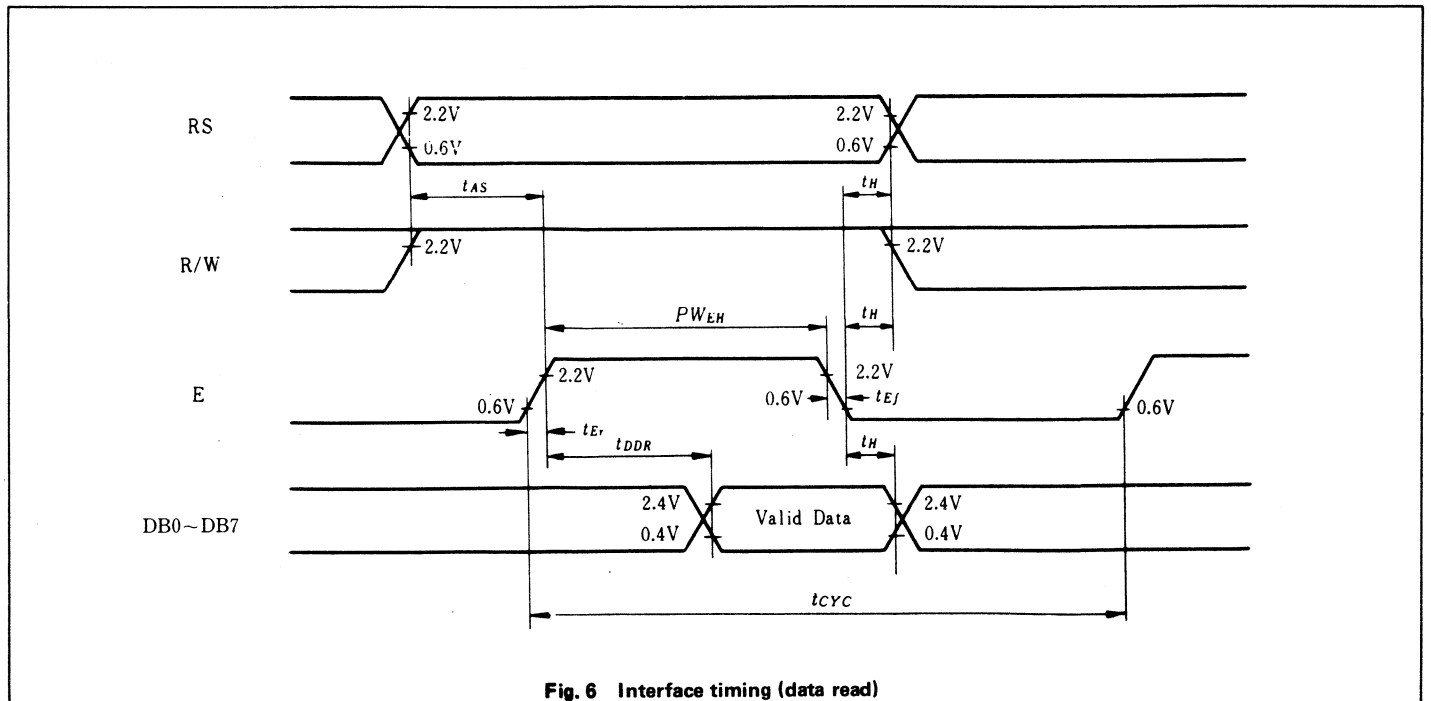 RS
2.2V
0.6V
2.2V
0.6V
tAS
tH
R/W
2.2V
2.2V
PWEH
tH
E
2.2V
0.6V
2.2V
0.6V
tEf
0.6V
tEr
tDDR
tH
DB0~DB7
2.4V
0.4V
Valid Data
2.4V
0.4V
tCYC
Fig. 6 Interface timing (data read)